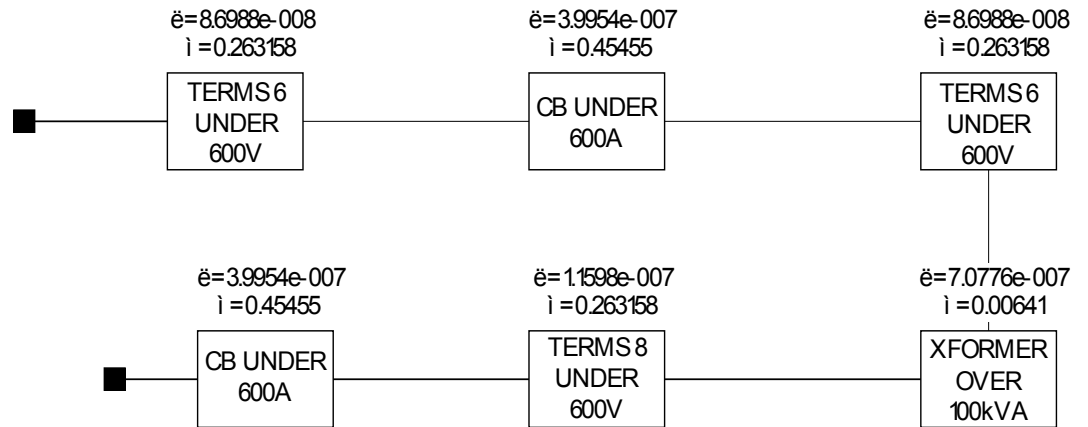 ë=8.6988e-008
ì =0.263158
TERMS 6
UNDER
600V
ë=3.9954e-007
ì =0.45455
CB UNDER
600A
ë=8.6988e-008
ì =0.263158
TERMS 6
UNDER
600V
ë=3.9954e-007
ì =0.45455
CB UNDER
600A
ë=1.1598e-007
ì =0.263158
TERMS 8
UNDER
600V
ë=7.0776e-007
ì =0.00641
XFORMER
OVER
100kVA